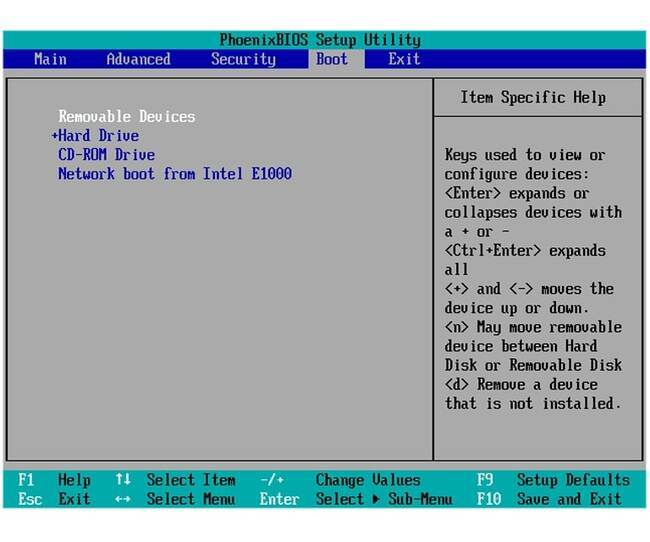 PhoenixBIOS Setup Utility
Main Advanced Security Boot Exit
Removable Devices
+Hard Drive
CD-ROM Drive
Network boot from Intel E1000
Item Specific Help
Keys used to view or
configure devices:
<Enter> expands or
collapses devices with
a + or -
<Ctrl+Enter> expands
all
<+> and <-> moves the
device up or down.
<n> May move removable
device between Hard
Disk or Removable Disk
<d> Remove a device
that is not installed.
F1 Help ↑↓ Select Item -/+ Change Values F9 Setup Defaults
Esc Exit ↔ Select Menu Enter Select ▶ Sub-Menu F10 Save and Exit